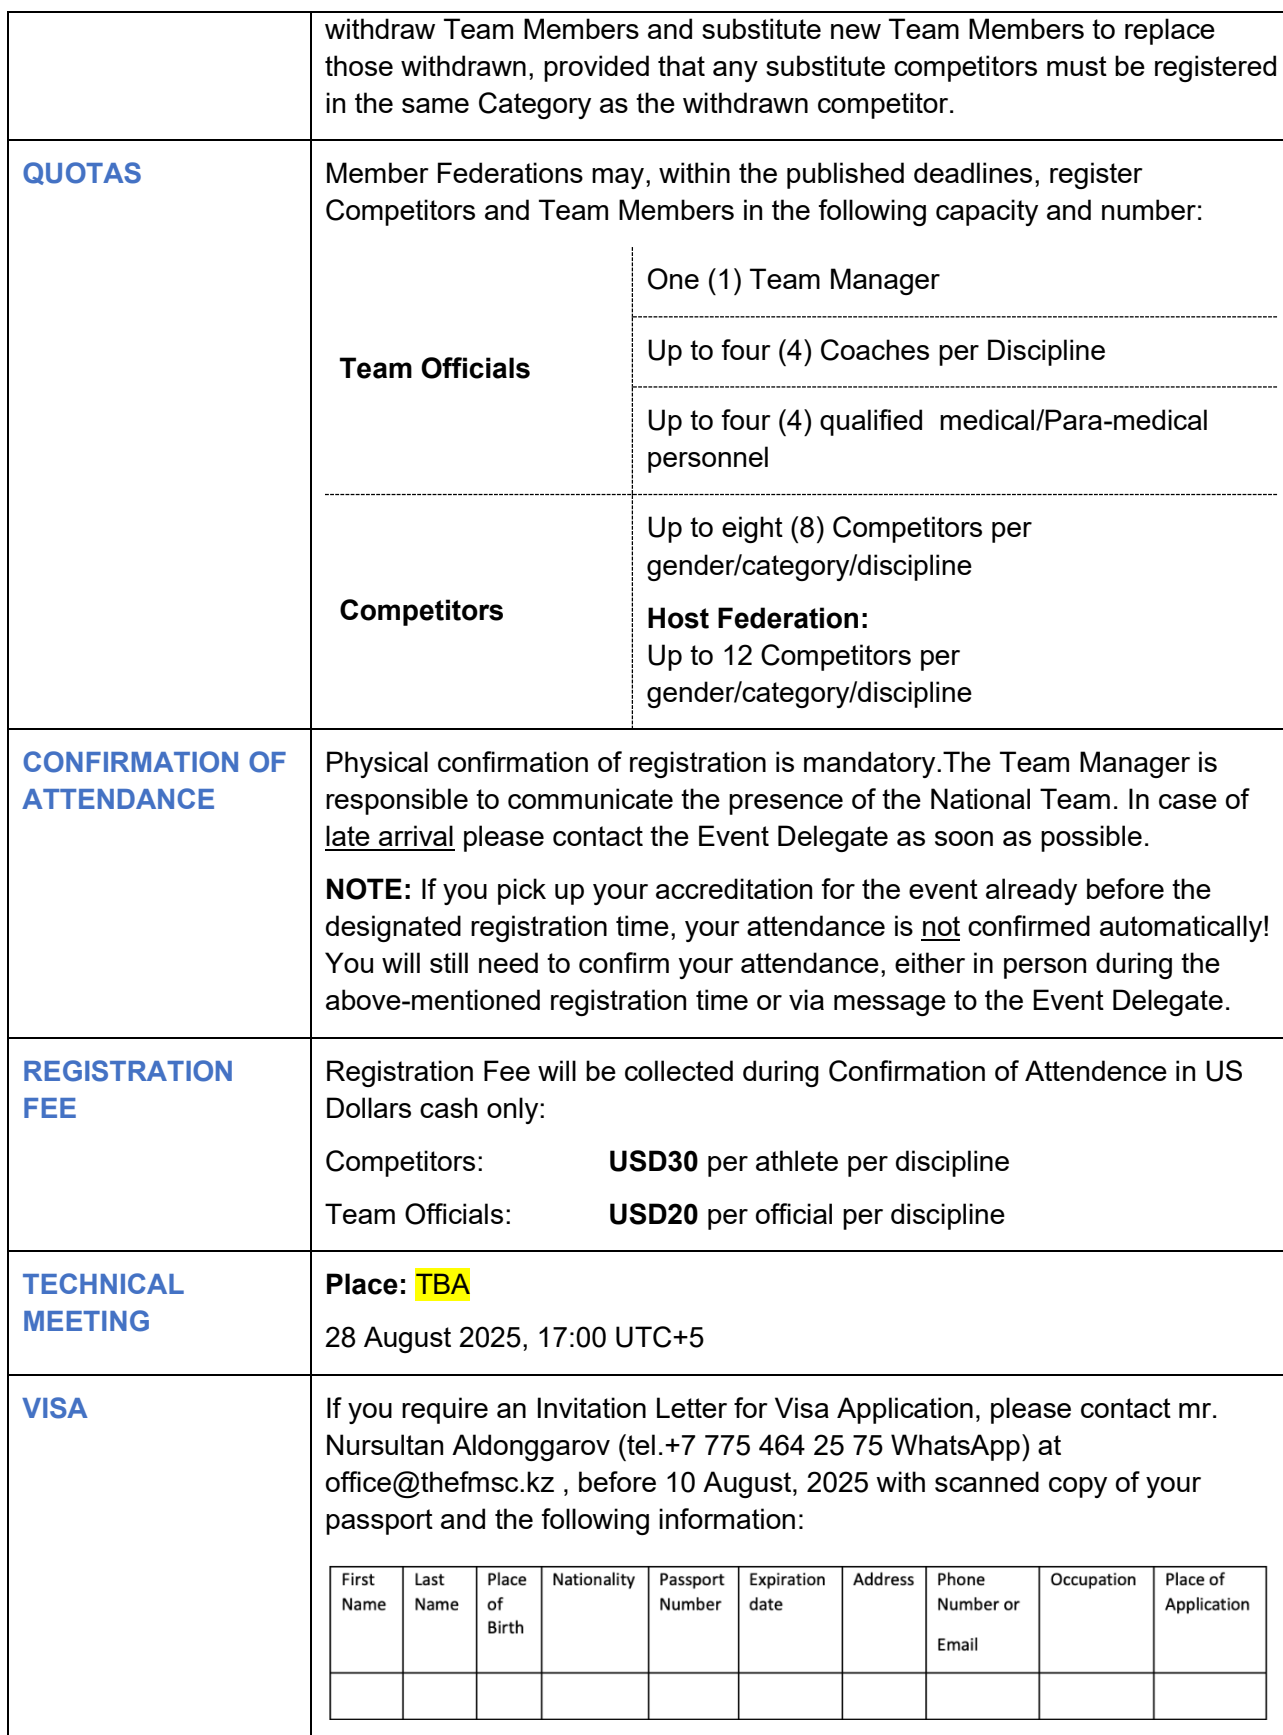 withdraw Team Members and substitute new Team Members to replace
those withdrawn, provided that any substitute competitors must be registered
in the same Category as the withdrawn competitor.
QUOTAS
Member Federations may, within the published deadlines, register
Competitors and Team Members in the following capacity and number:
Team Officials
One (1) Team Manager
Up to four (4) Coaches per Discipline
Up to four (4) qualified  medical/Para-medical
personnel
Competitors
Up to eight (8) Competitors per
gender/category/discipline
Host Federation:
Up to 12 Competitors per
gender/category/discipline
CONFIRMATION OF
ATTENDANCE
Physical confirmation of registration is mandatory.The Team Manager is
responsible to communicate the presence of the National Team. In case of
late arrival please contact the Event Delegate as soon as possible.
NOTE: If you pick up your accreditation for the event already before the
designated registration time, your attendance is not confirmed automatically!
You will still need to confirm your attendance, either in person during the
above-mentioned registration time or via message to the Event Delegate.
REGISTRATION
FEE
Registration Fee will be collected during Confirmation of Attendence in US
Dollars cash only:
Competitors: USD30 per athlete per discipline
Team Officials: USD20 per official per discipline
TECHNICAL
MEETING
Place: TBA
28 August 2025, 17:00 UTC+5
VISA
If you require an Invitation Letter for Visa Application, please contact mr.
Nursultan Aldonggarov (tel.+7 775 464 25 75 WhatsApp) at
office@thefmsc.kz , before 10 August, 2025 with scanned copy of your
passport and the following information:
First
Name
Last
Name
Place
of
Birth
Nationality
Passport
Number
Expiration
date
Address
Phone
Number or
Email
Occupation
Place of
Application